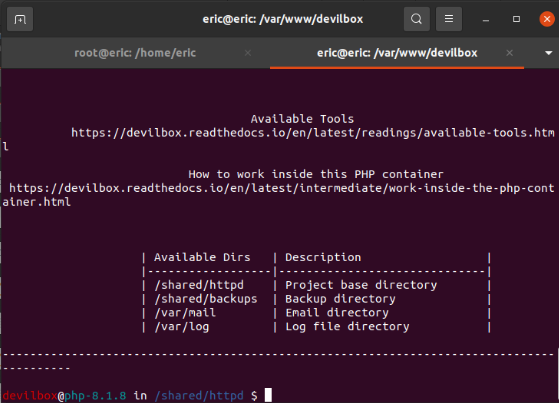 eric@eric: /var/www/devilbox
root@eric: /home/eric
eric@eric: /var/www/devilbox
Available Tools
https://devilbox.readthedocs.io/en/latest/readings/available-tools.htm
l
How to work inside this PHP container
https://devilbox.readthedocs.io/en/latest/intermediate/work-inside-the-php-cont
ainer.html
| Available Dirs | Description |
|------------------|------------------------------|
| /shared/httpd | Project base directory |
| /shared/backups | Backup directory |
| /var/mail | Email directory |
| /var/log | Log file directory |
--------------------------------------------------------------------------------
----------
devilbox@php-8.1.8 in /shared/httpd $